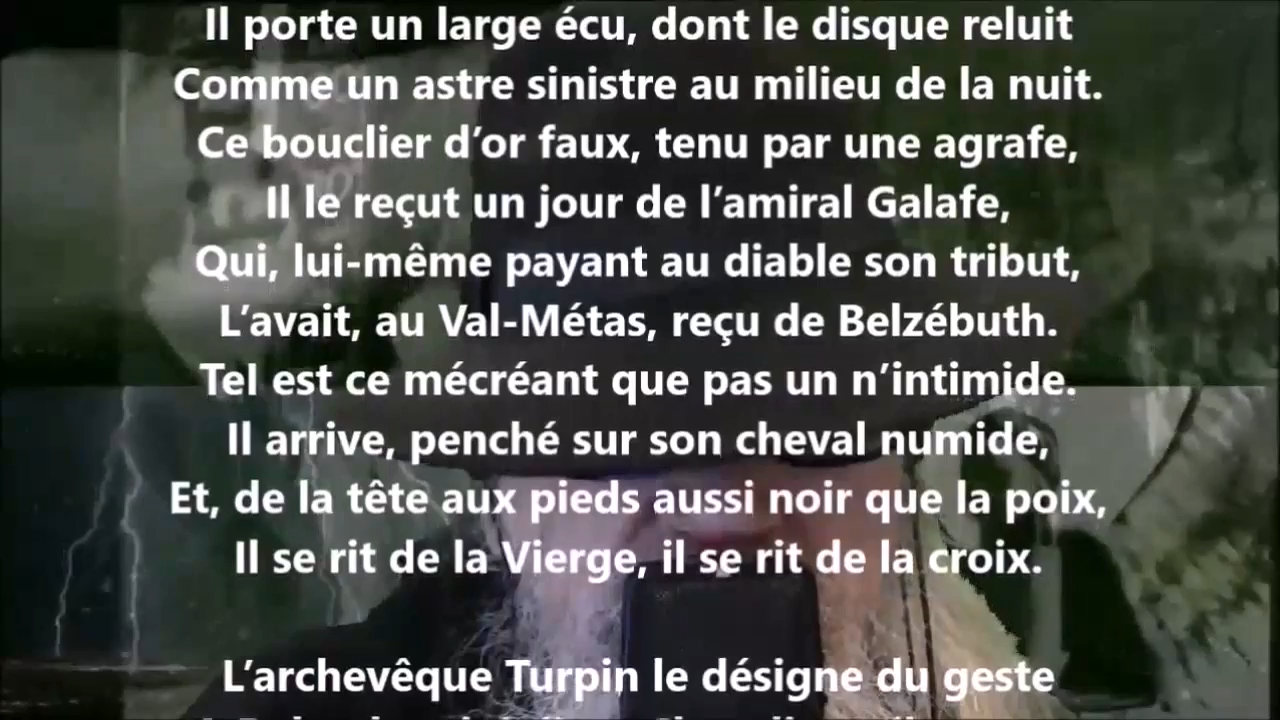 Il porte un large écu, dont le disque reluit
Comme un astre sinistre au milieu de la nuit.
Ce bouclier d’or faux, tenu par une agrafe,
Il le reçut un jour de l’amiral Galafe,
Qui, lui-même payant au diable son tribut,
L’avait, au Val-Métas, reçu de Belzébuth.
Tel est ce mécréant que pas un n’intimide.
Il arrive, penché sur son cheval numide,
Et, de la tête aux pieds aussi noir que la poix,
Il se rit de la Vierge, il se rit de la croix.
L’archevêque Turpin le désigne du geste